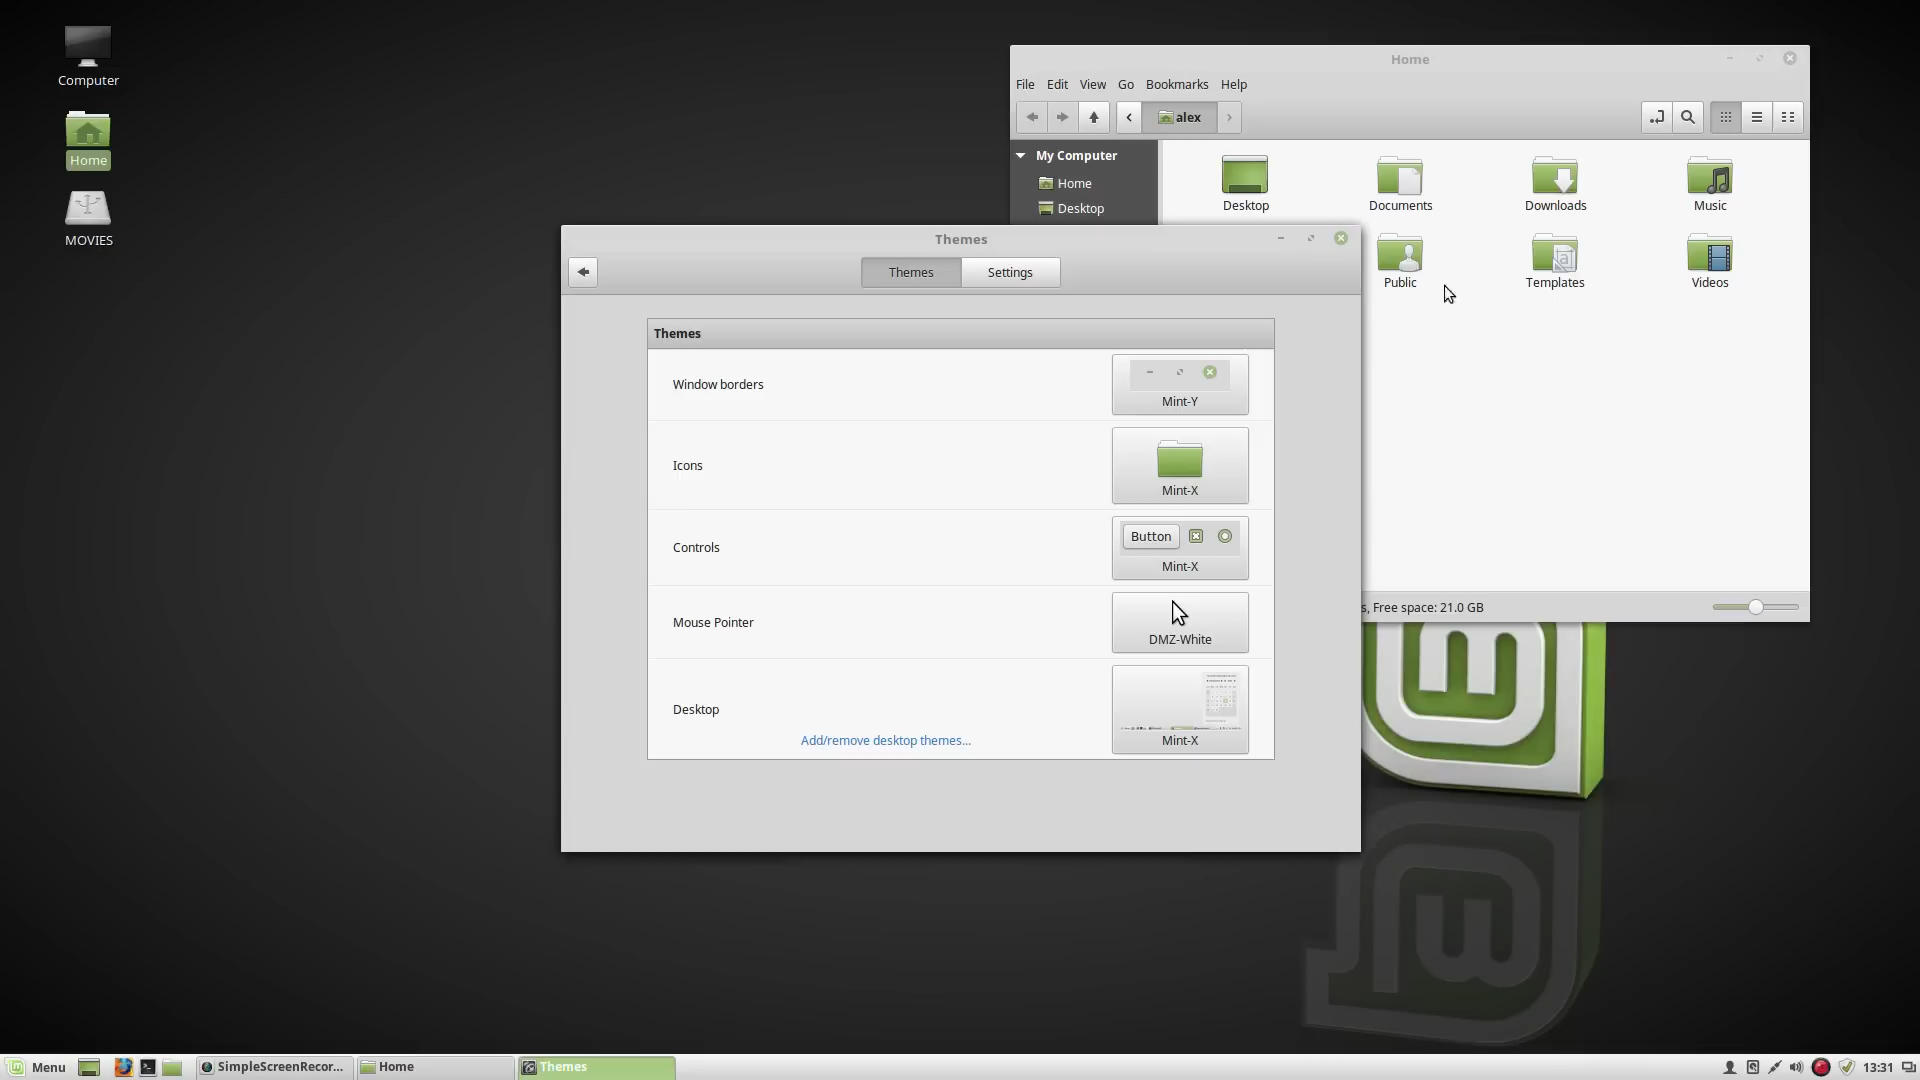 Computer
Home
MOVIES
Home
File Edit View Go Bookmarks Help
alex
My Computer
Home
Desktop
Desktop
Documents
Downloads
Music
Public
Templates
Videos
s, Free space: 21.0 GB
Themes
Themes
Settings
Themes
Window borders
Mint-Y
Icons
Mint-X
Controls
Button
Mint-X
Mouse Pointer
DMZ-White
Desktop
Add/remove desktop themes...
Mint-X
Menu
SimpleScreenRecor...
Home
Themes
13:31